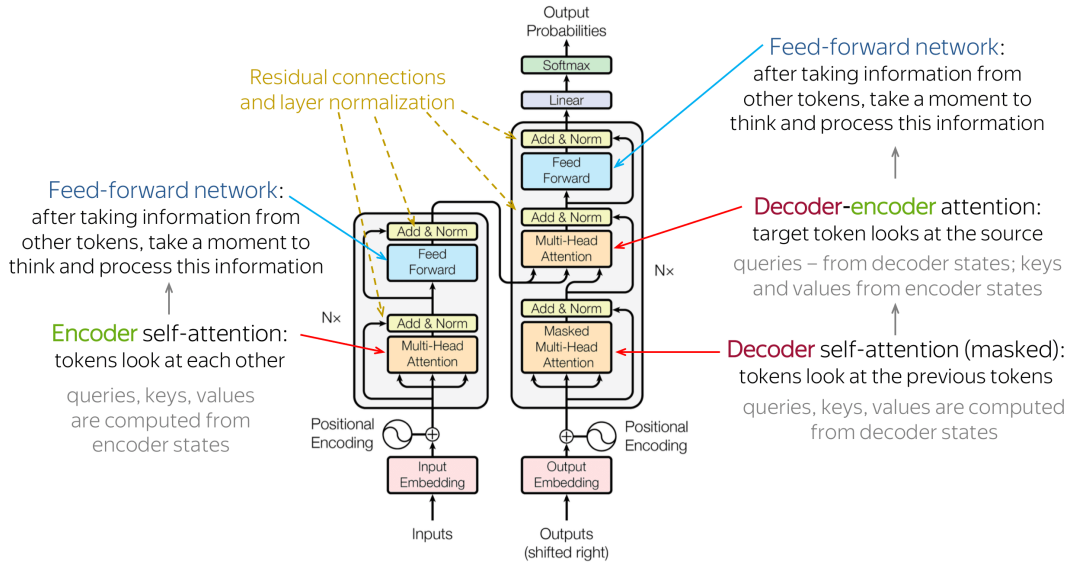 Output
Probabilities
Softmax
Linear
Add & Norm
Feed
Forward
Add & Norm
Multi-Head
Attention
Nx
Add & Norm
Masked
Multi-Head
Attention
Positional
Encoding
Output
Embedding
Outputs
(shifted right)
Add & Norm
Feed
Forward
Nx
Add & Norm
Multi-Head
Attention
Positional
Encoding
Input
Embedding
Inputs
Residual connections
and layer normalization
Feed-forward network:
after taking information from
other tokens, take a moment to
think and process this information
Encoder self-attention:
tokens look at each other
queries, keys, values
are computed from
encoder states
Feed-forward network:
after taking information from
other tokens, take a moment to
think and process this information
Decoder-encoder attention:
target token looks at the source
queries – from decoder states; keys
and values from encoder states
Decoder self-attention (masked):
tokens look at the previous tokens
queries, keys, values are computed
from decoder states